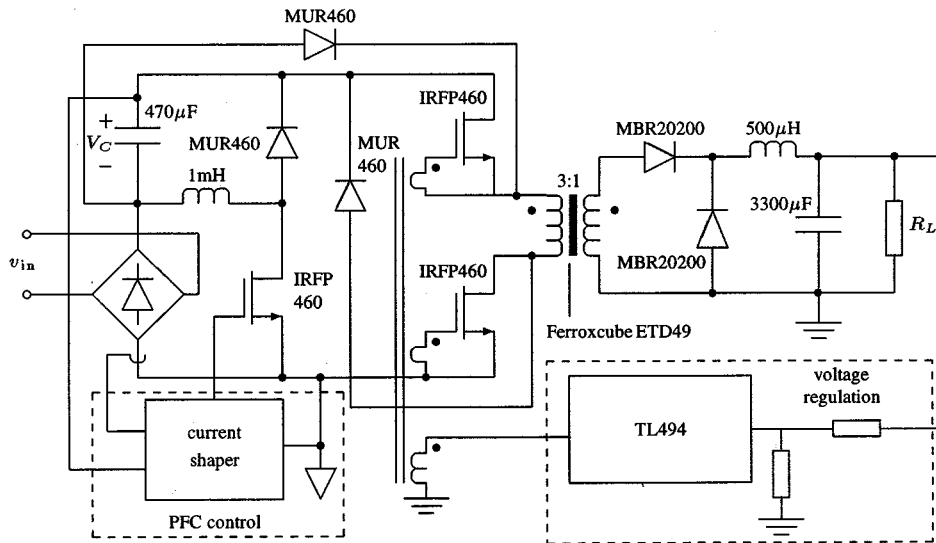 MUR460
IRFP460
+
470μF
V_C
−
MUR460
MUR
460
1mH
MBR20200
500μH
3:1
3300μF
R_L
v_in
IRFP
460
IRFP460
MBR20200
Ferroxcube ETD49
current
shaper
PFC control
voltage
regulation
TL494